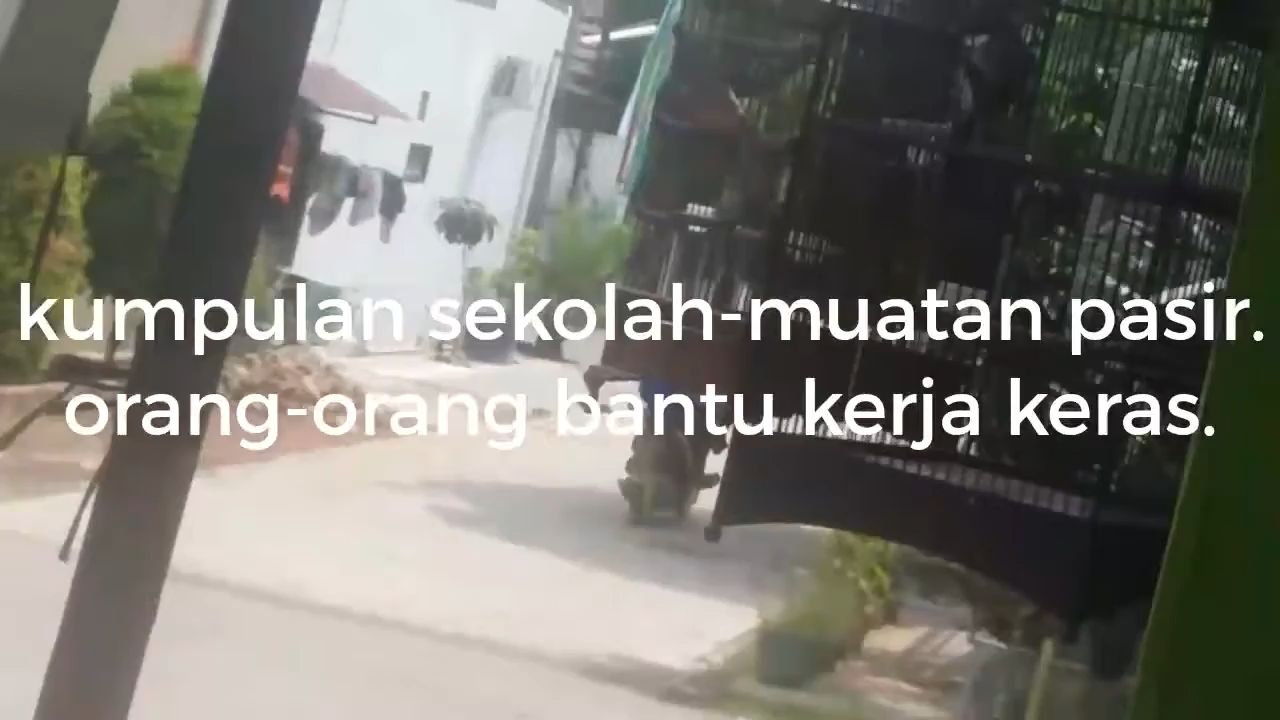 kumpulan sekolah-muatan pasir.
orang-orang bantu kerja keras.